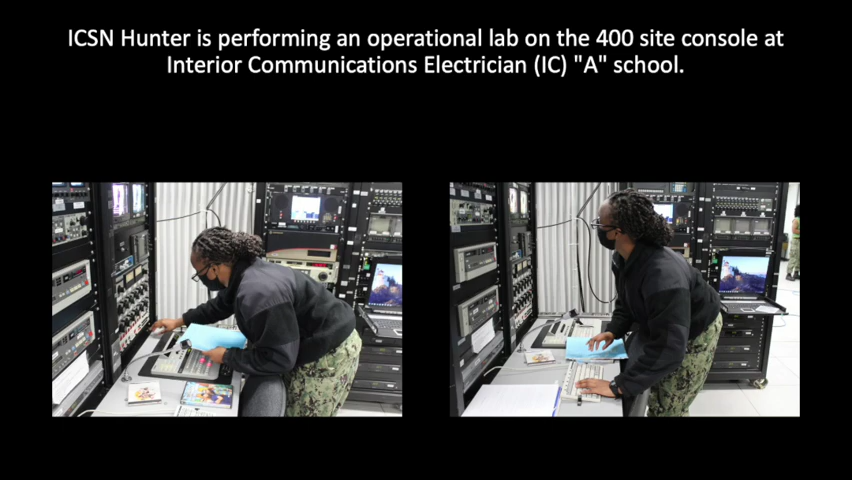 ICSN Hunter is performing an operational lab on the 400 site console at
Interior Communications Electrician (IC) "A" school.